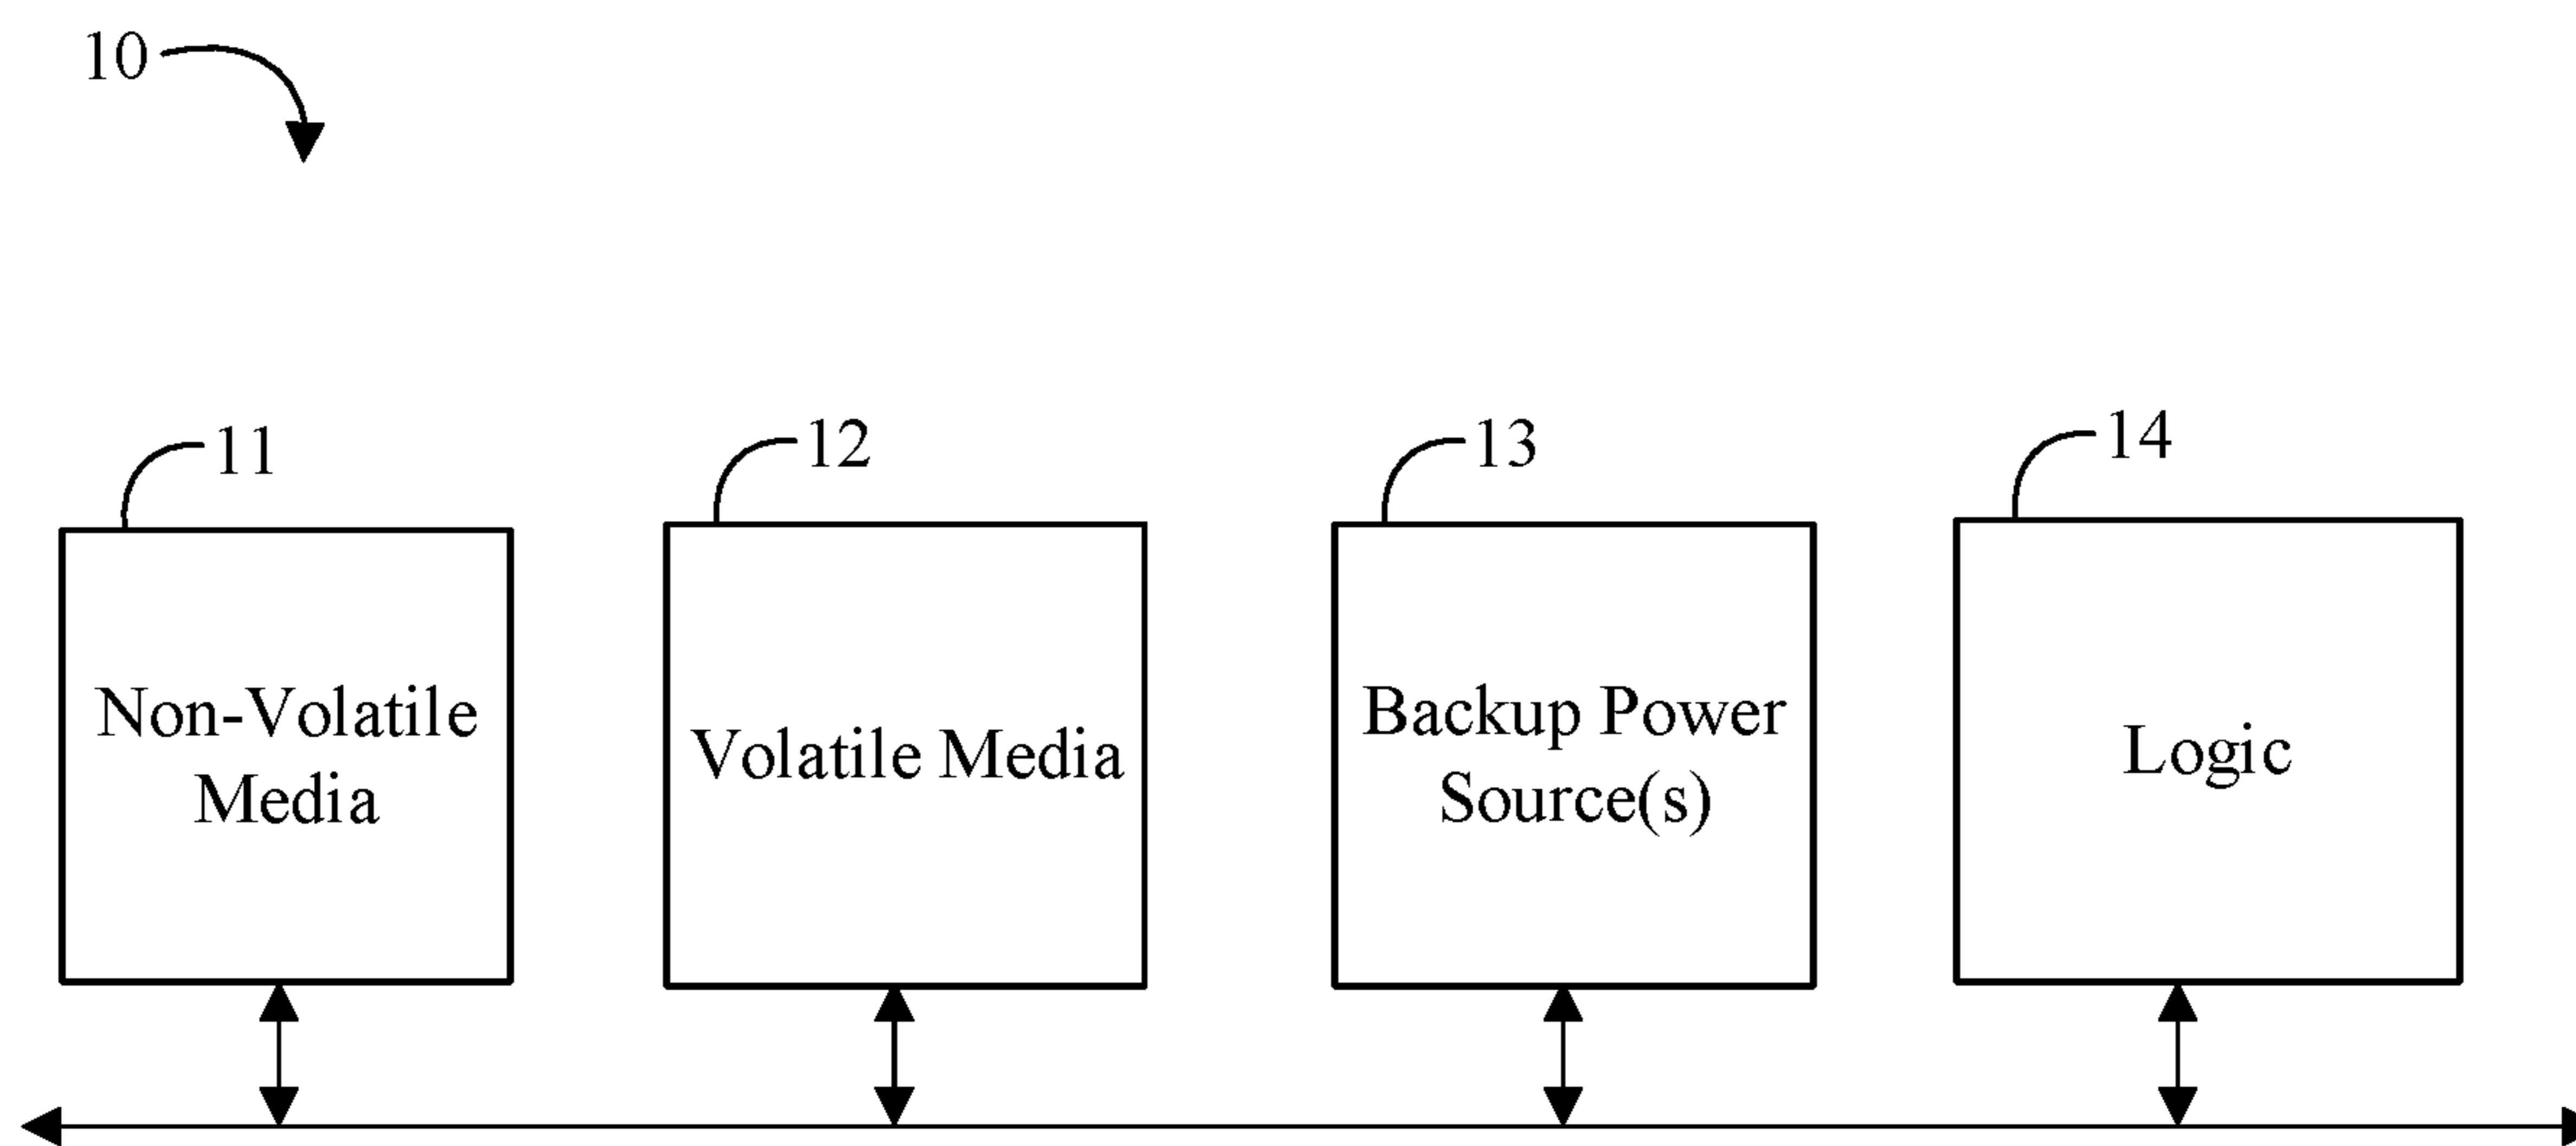 10
11
12
13
14
Non-Volatile
Media
Volatile Media
Backup Power
Source(s)
Logic